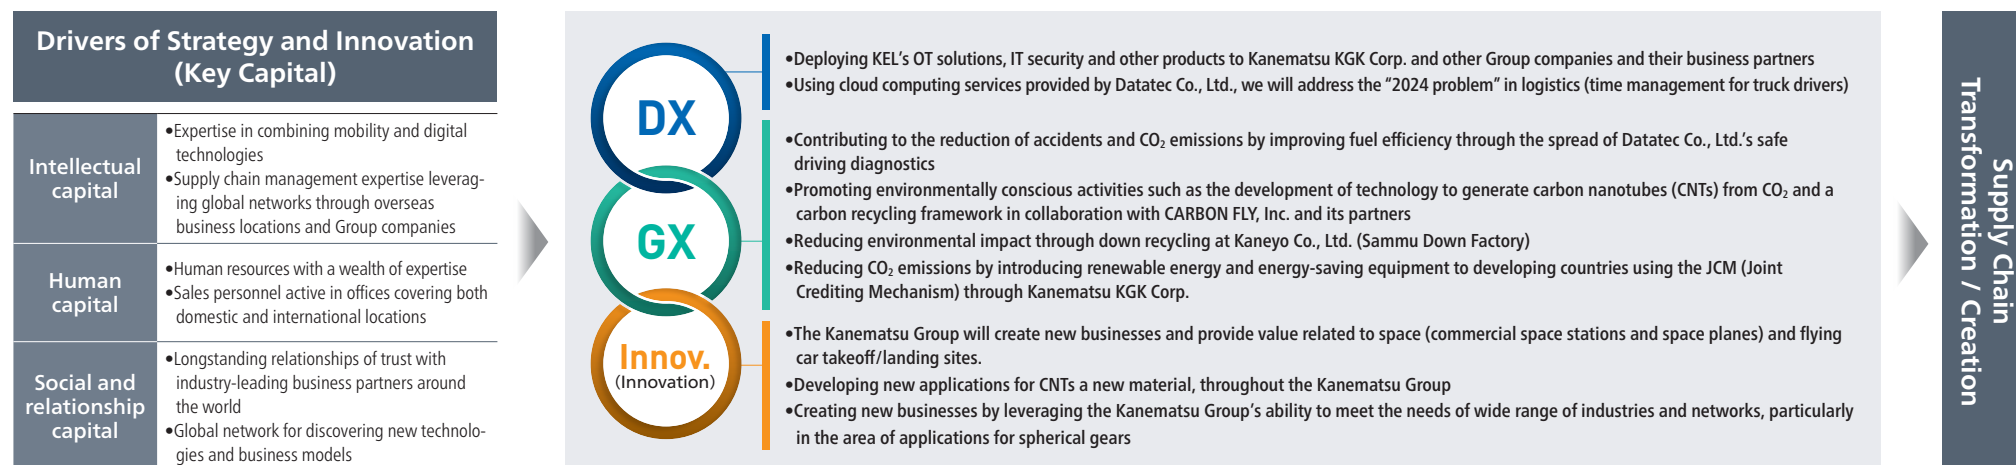 Drivers of Strategy and Innovation
(Key Capital)
Intellectual
capital
•Expertise in combining mobility and digital
technologies
•Supply chain management expertise leverag-
ing global networks through overseas
business locations and Group companies
Human
capital
•Human resources with a wealth of expertise
•Sales personnel active in offices covering both
domestic and international locations
Social and
relationship
capital
•Longstanding relationships of trust with
industry-leading business partners around
the world
•Global network for discovering new technolo-
gies and business models
DX
•Deploying KEL's OT solutions, IT security and other products to Kanematsu KGK Corp. and other Group companies and their business partners
•Using cloud computing services provided by Datatec Co., Ltd., we will address the "2024 problem" in logistics (time management for truck drivers)
GX
•Contributing to the reduction of accidents and CO₂ emissions by improving fuel efficiency through the spread of Datatec Co., Ltd.'s safe
driving diagnostics
•Promoting environmentally conscious activities such as the development of technology to generate carbon nanotubes (CNTs) from CO₂ and a
carbon recycling framework in collaboration with CARBON FLY, Inc. and its partners
•Reducing environmental impact through down recycling at Kaneyo Co., Ltd. (Sammu Down Factory)
•Reducing CO₂ emissions by introducing renewable energy and energy-saving equipment to developing countries using the JCM (Joint
Crediting Mechanism) through Kanematsu KGK Corp.
Innov.
(Innovation)
•The Kanematsu Group will create new businesses and provide value related to space (commercial space stations and space planes) and flying
car takeoff/landing sites.
•Developing new applications for CNTs a new material, throughout the Kanematsu Group
•Creating new businesses by leveraging the Kanematsu Group's ability to meet the needs of wide range of industries and networks, particularly
in the area of applications for spherical gears
Supply Chain
Transformation / Creation